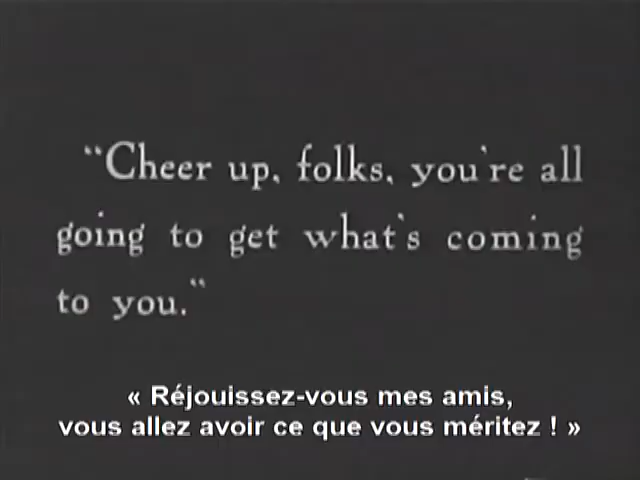 “Cheer up, folks, you're all
going to get what's coming
to you.“
« Réjouissez-vous mes amis,
vous allez avoir ce que vous méritez ! »